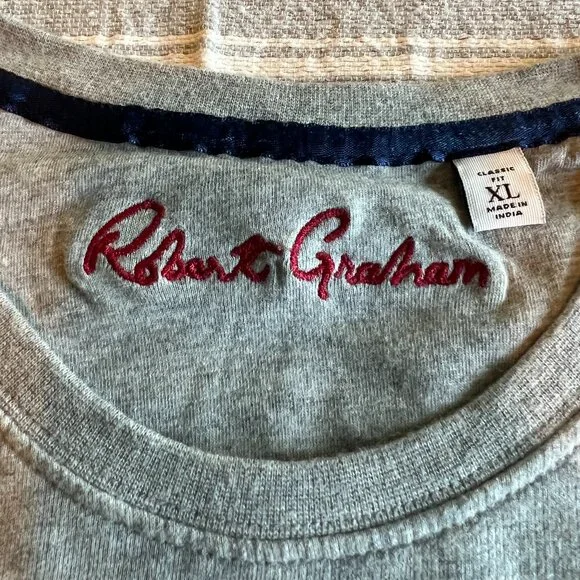 CLASSIC
FIT
XL
MADE IN
INDIA
Robert Graham